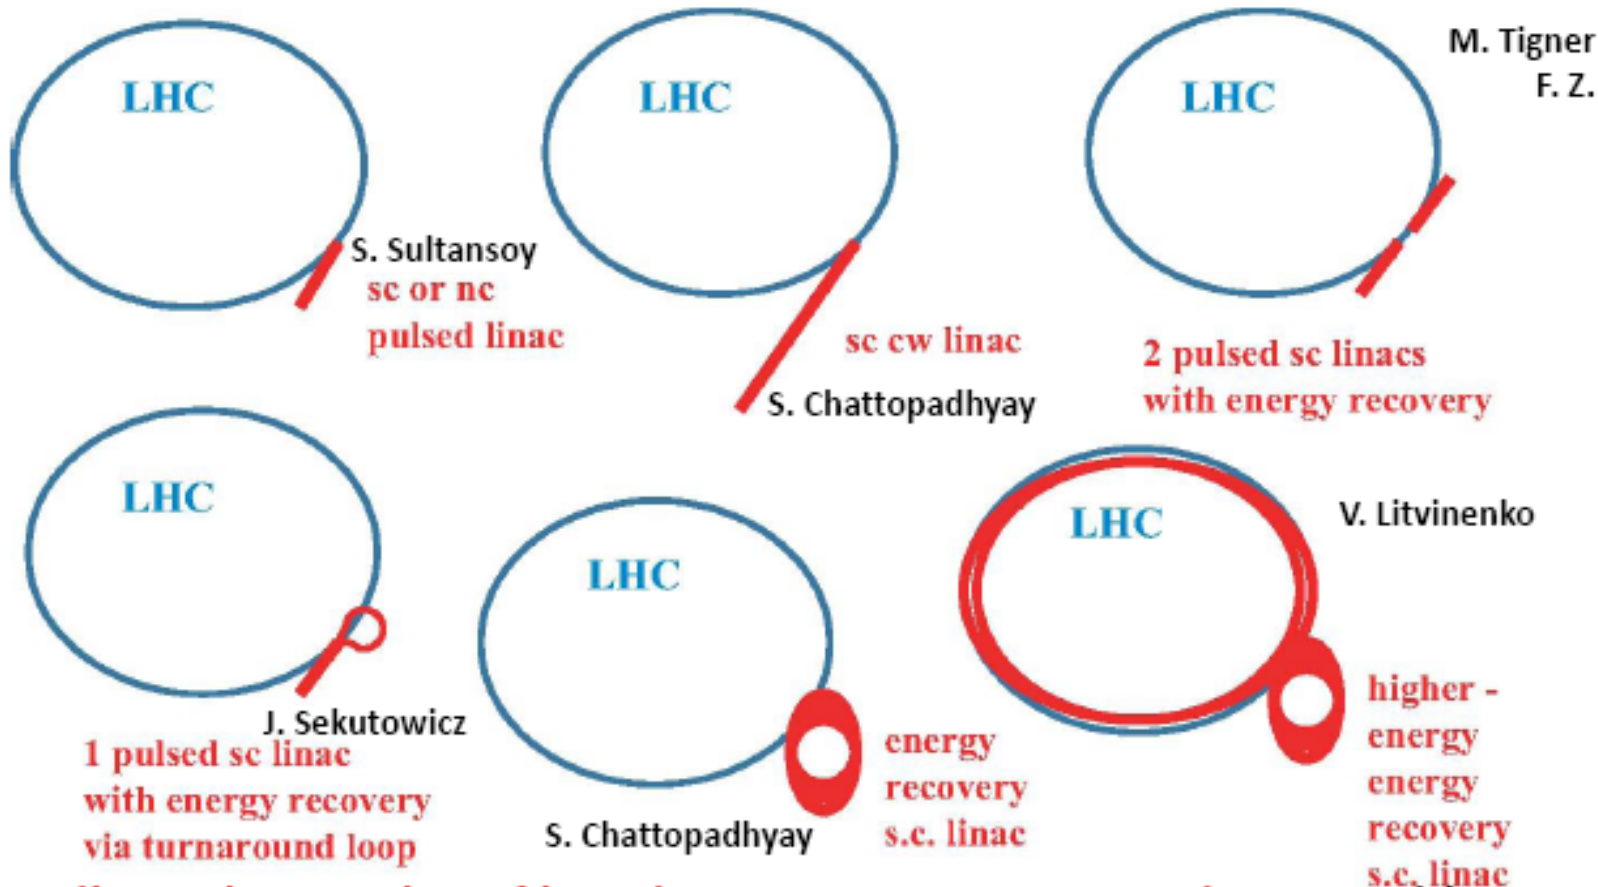 LHC
S. Sultansoy
sc or nc
pulsed linac
LHC
sc cw linac
S. Chattopadhyay
LHC
M. Tigner
F. Z.
2 pulsed sc linacs
with energy recovery
LHC
J. Sekutowicz
1 pulsed sc linac
with energy recovery
via turnaround loop
LHC
energy
recovery
s.c. linac
S. Chattopadhyay
LHC
V. Litvinenko
higher -
energy
energy
recovery
s.c. linac